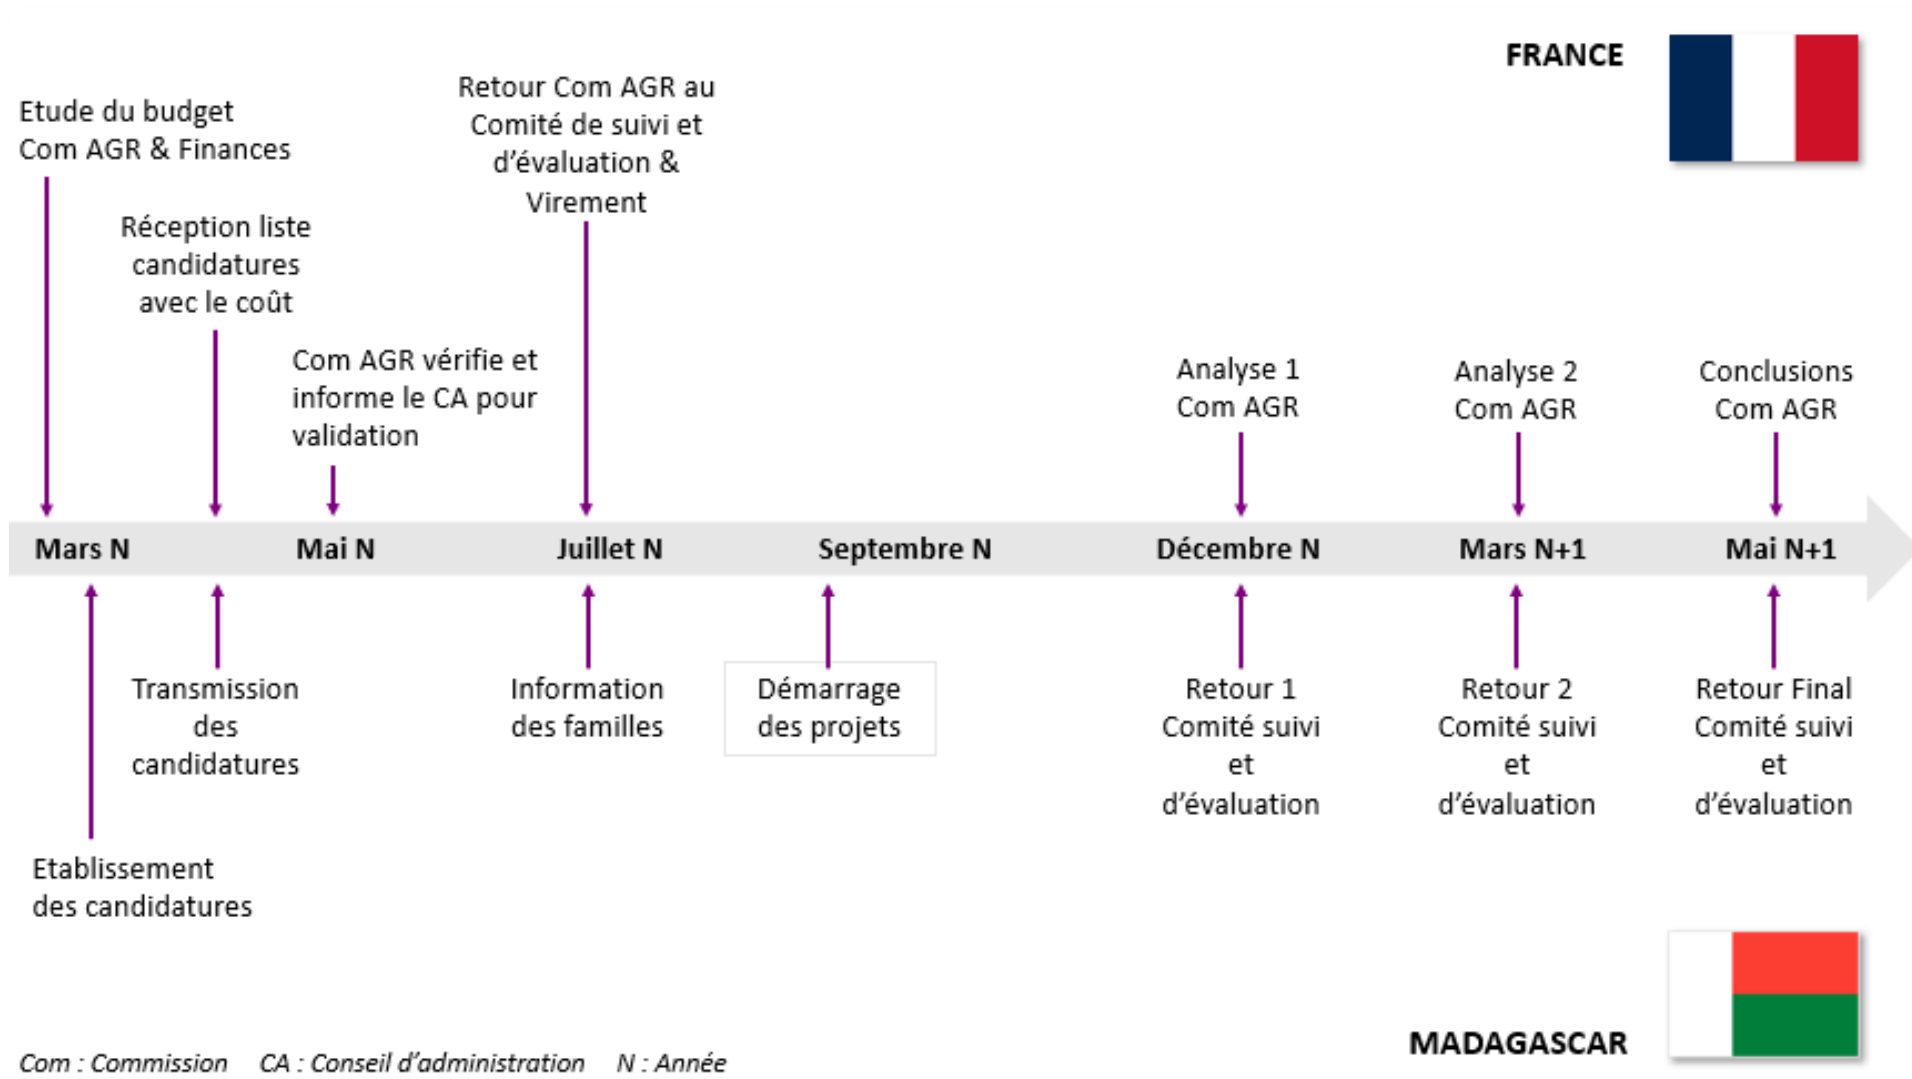 FRANCE
Etude du budget
Com AGR & Finances
Réception liste
candidatures
avec le coût
Com AGR vérifie et
informe le CA pour
validation
Retour Com AGR au
Comité de suivi et
d’évaluation &
Virement
Analyse 1
Com AGR
Analyse 2
Com AGR
Conclusions
Com AGR
Mars N
Mai N
Juillet N
Septembre N
Décembre N
Mars N+1
Mai N+1
Etablissement
des candidatures
Transmission
des
candidatures
Information
des familles
Démarrage
des projets
Retour 1
Comité suivi
et
d’évaluation
Retour 2
Comité suivi
et
d’évaluation
Retour Final
Comité suivi
et
d’évaluation
MADAGASCAR
Com : Commission CA : Conseil d’administration N : Année